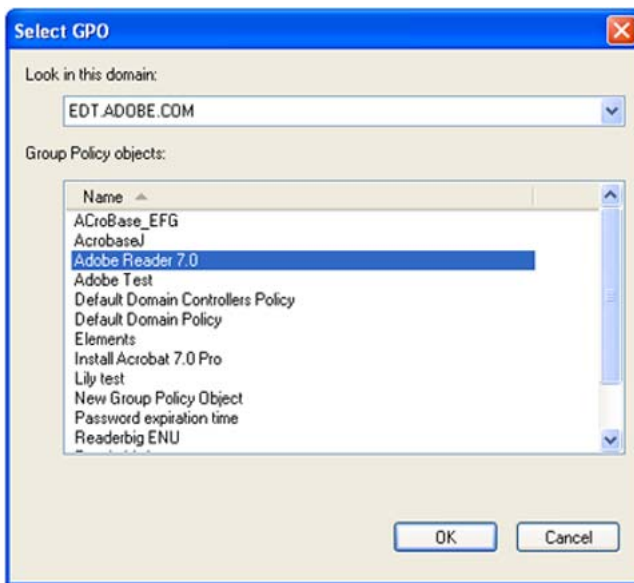 Select GPO
Look in this domain:
EDT.ADOBE.COM
Group Policy objects:
Name
ACroBase_EFG
AcrobaseJ
Adobe Reader 7.0
Adobe Test
Default Domain Controllers Policy
Default Domain Policy
Elements
Install Acrobat 7.0 Pro
Lily test
New Group Policy Object
Password expiration time
Readerbig ENU
OK Cancel